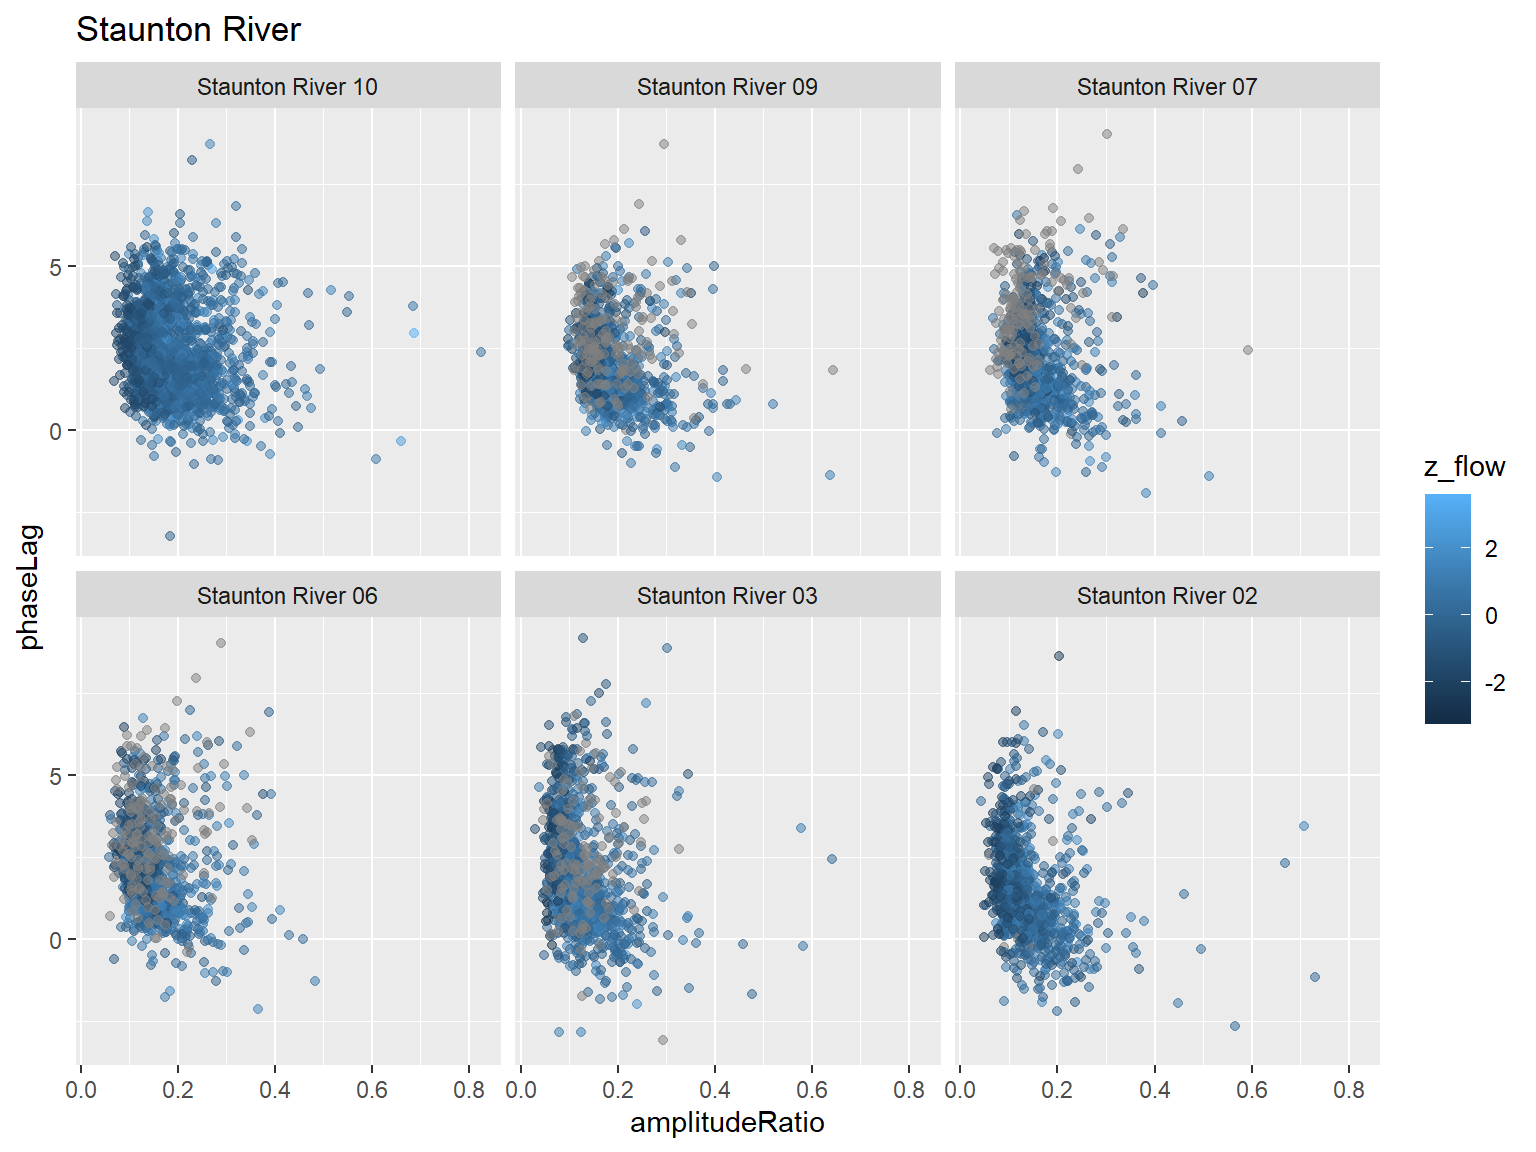 Staunton River
Staunton River 10
Staunton River 09
Staunton River 07
5
0
phaseLag
Staunton River 06
Staunton River 03
Staunton River 02
5
0
0.0 0.2 0.4 0.6 0.8
0.0 0.2 0.4 0.6 0.8
0.0 0.2 0.4 0.6 0.8
amplitudeRatio
z_flow
2
0
-2